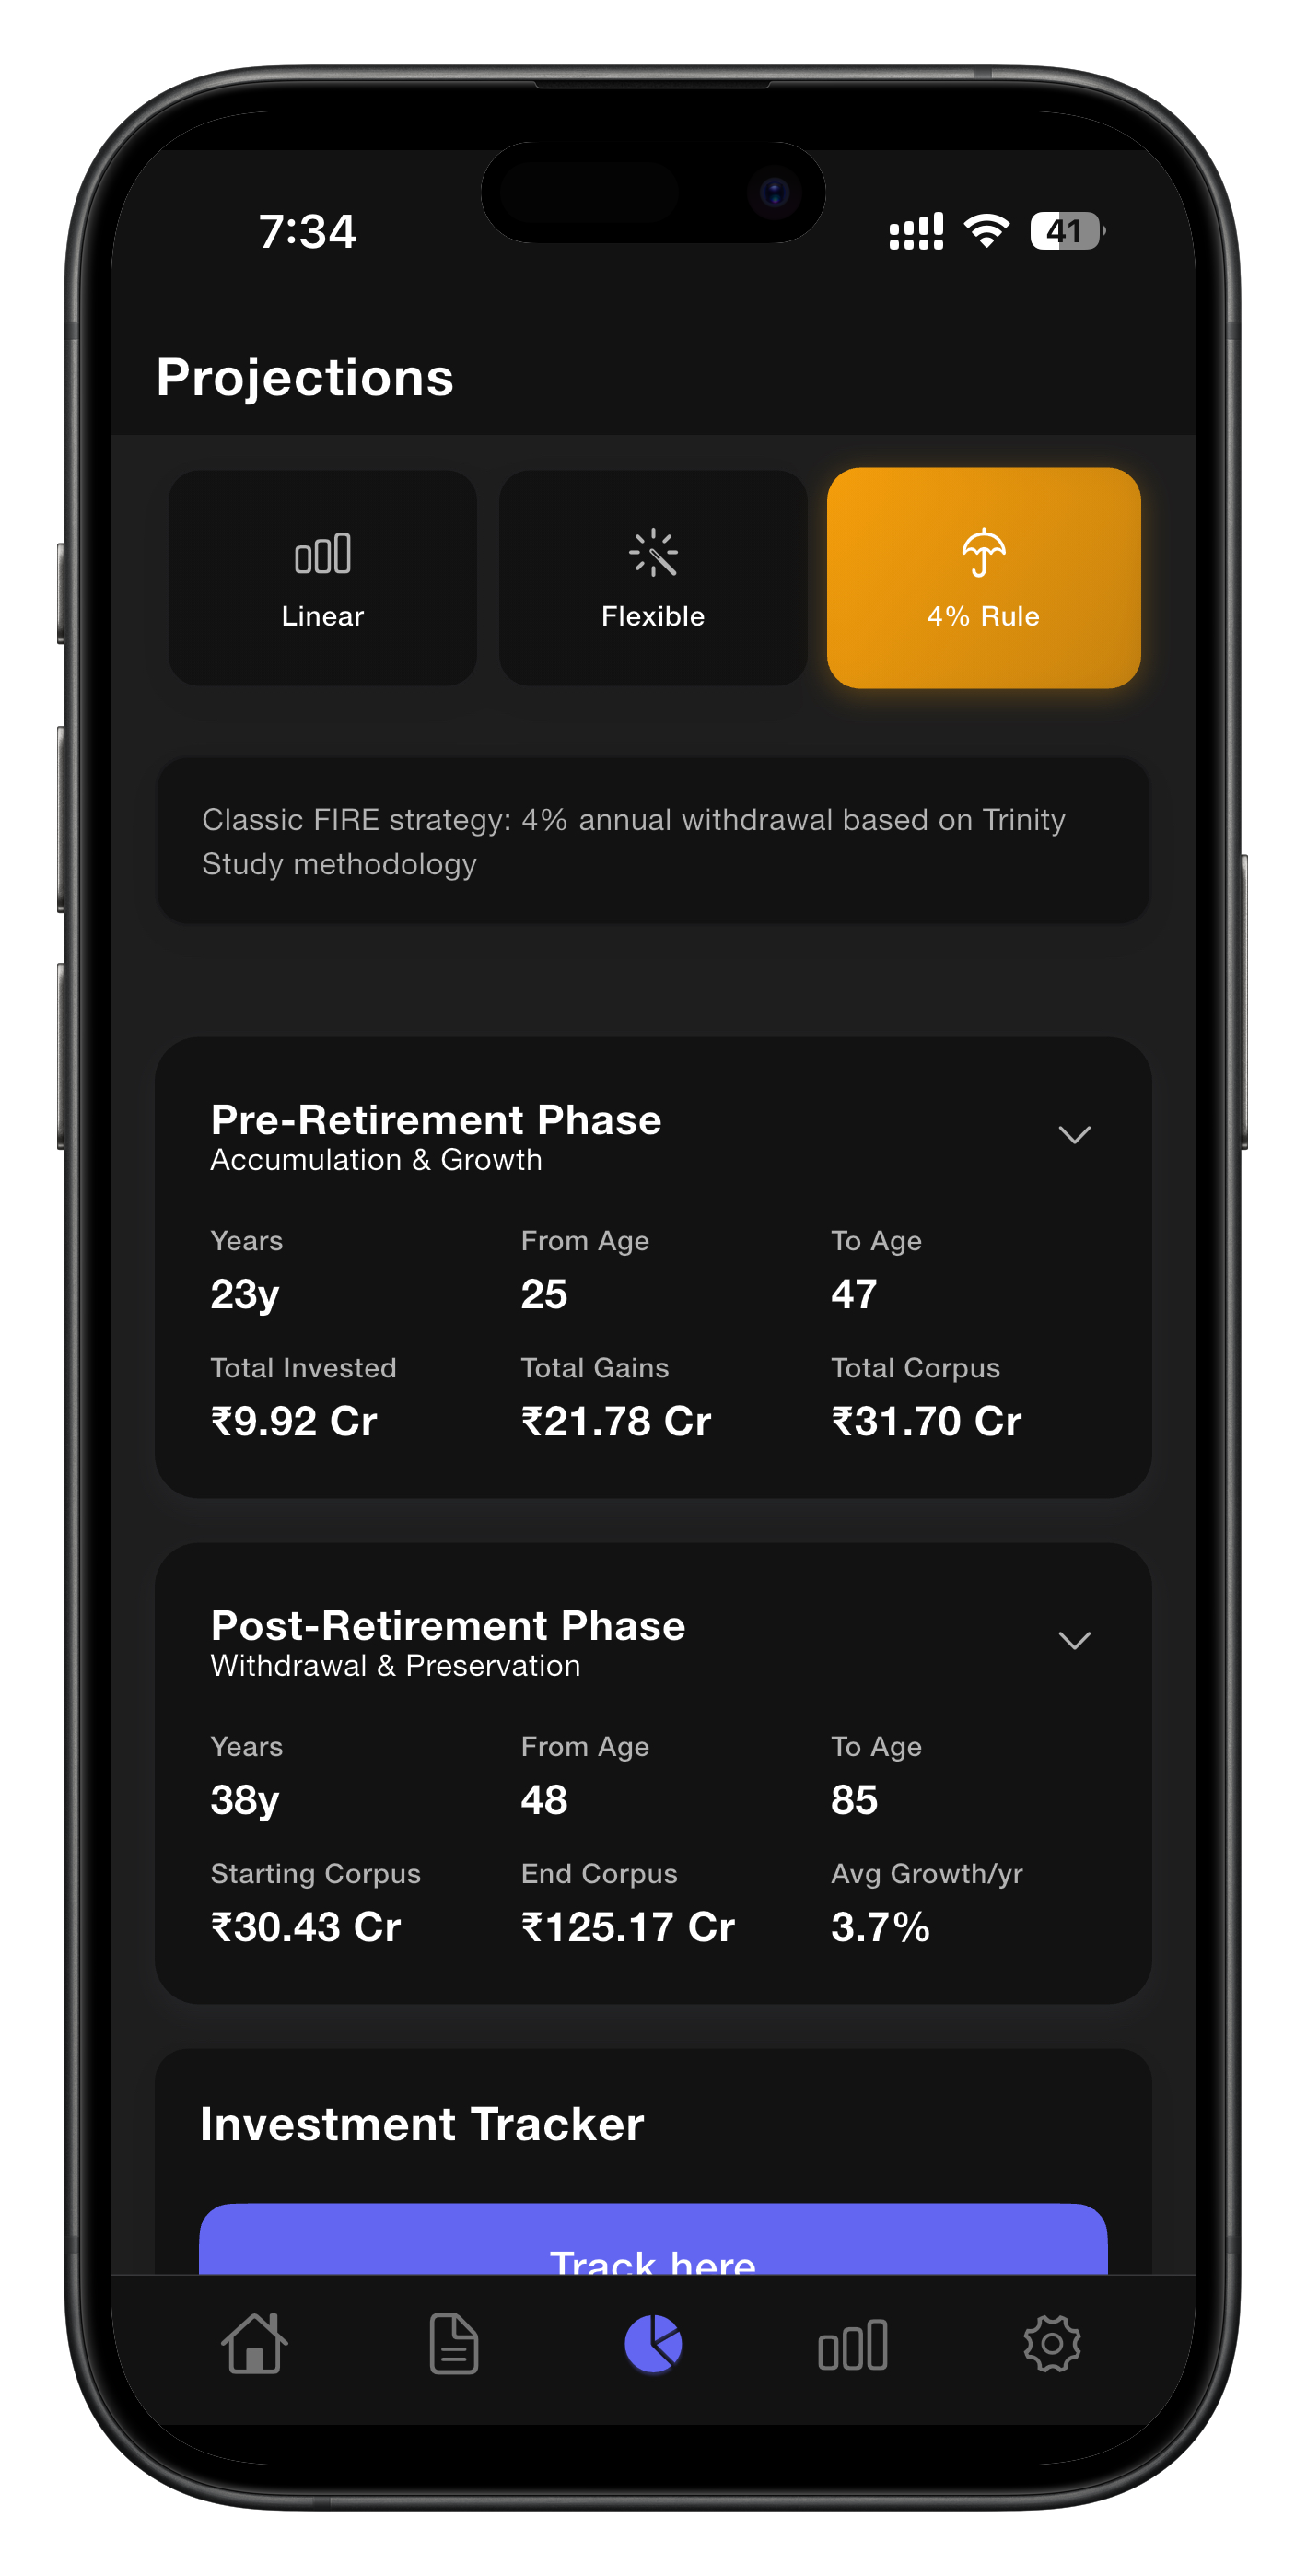 7:34
41
Projections
Linear
Flexible
4% Rule
Classic FIRE strategy: 4% annual withdrawal based on Trinity
Study methodology
Pre-Retirement Phase
Accumulation & Growth
Years
From Age
To Age
23y
25
47
Total Invested
Total Gains
Total Corpus
₹9.92 Cr
₹21.78 Cr
₹31.70 Cr
Post-Retirement Phase
Withdrawal & Preservation
Years
From Age
To Age
38y
48
85
Starting Corpus
End Corpus
Avg Growth/yr
₹30.43 Cr
₹125.17 Cr
3.7%
Investment Tracker
Track here